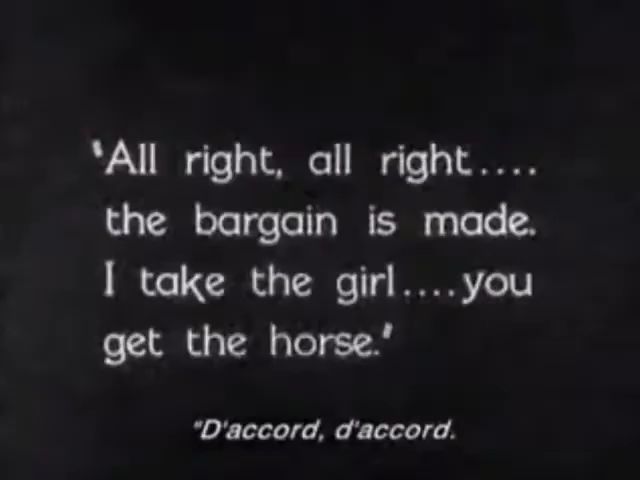 'All right, all right....
the bargain is made.
I take the girl....you
get the horse.'
"D'accord, d'accord.